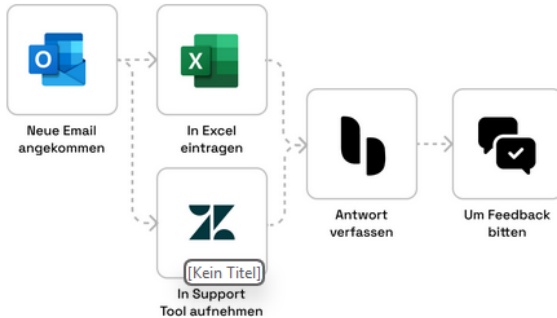 Neue Email
angekommen
In Excel
eintragen
[Kein Titel]
In Support
Tool aufnehmen
Antwort
verfassen
Um Feedback
bitten